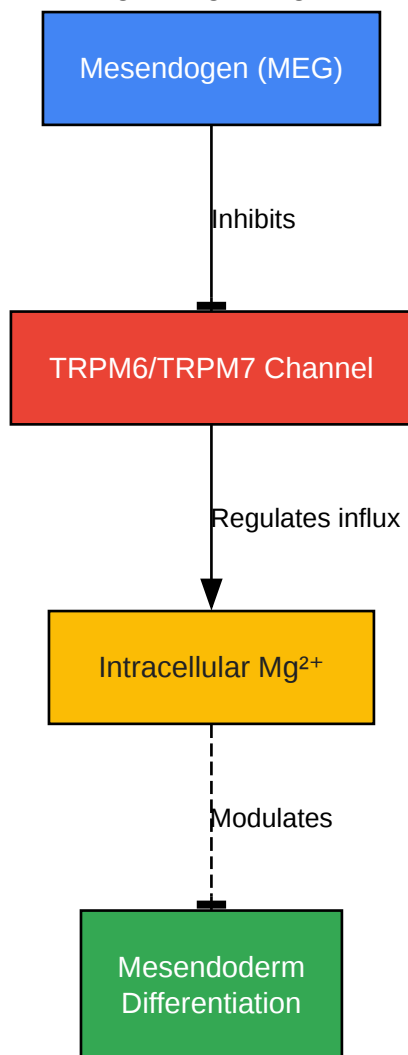 Mesendogen (MEG)
Inhibits
TRPM6/TRPM7 Channel
Regulates influx
Intracellular Mg²⁺
Modulates
Mesendoderm
Differentiation